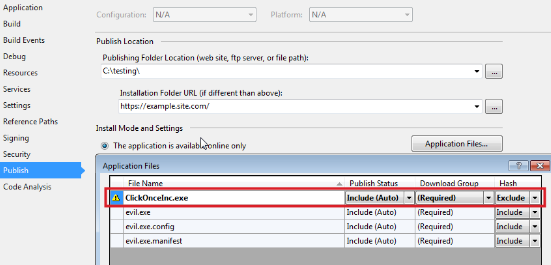 Application
Configuration: N/A Platform: N/A
Build
Build Events
Publish Location
Debug
Publishing Folder Location (web site, ftp server, or file path):
Resources
C:\testing\ ...
Services
Settings
Installation Folder URL (if different than above):
Reference Paths
https://example.site.com/ ...
Signing
Install Mode and Settings
Security
The application is available online only Application Files...
Publish
Application Files ?
Code Analysis
File Name Publish Status Download Group Hash
ClickOnceInc.exe Include (Auto) (Required) Exclude
evil.exe Include (Auto) (Required) Include
evil.exe.config Include (Auto) (Required) Include
evil.exe.manifest Include (Auto) (Required) Include